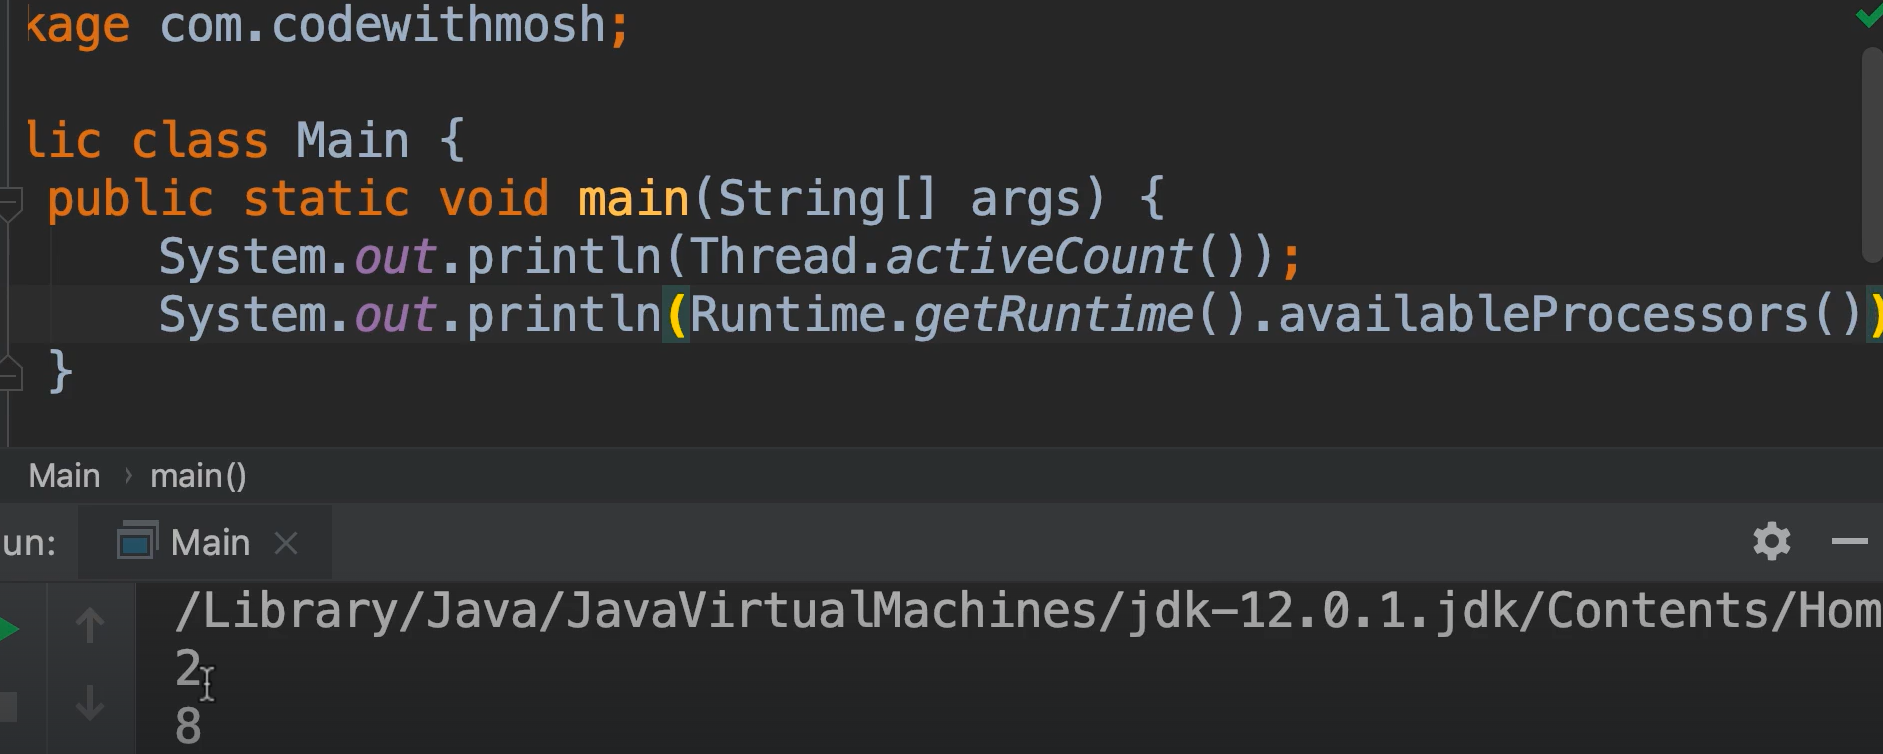 kage com.codewithmosh;
lic class Main {
public static void main(String[] args) {
System.out.println(Thread.activeCount());
System.out.println(Runtime.getRuntime().availableProcessors())
}
Main › main()
un: Main ×
/Library/Java/JavaVirtualMachines/jdk-12.0.1.jdk/Contents/Hom
2
8